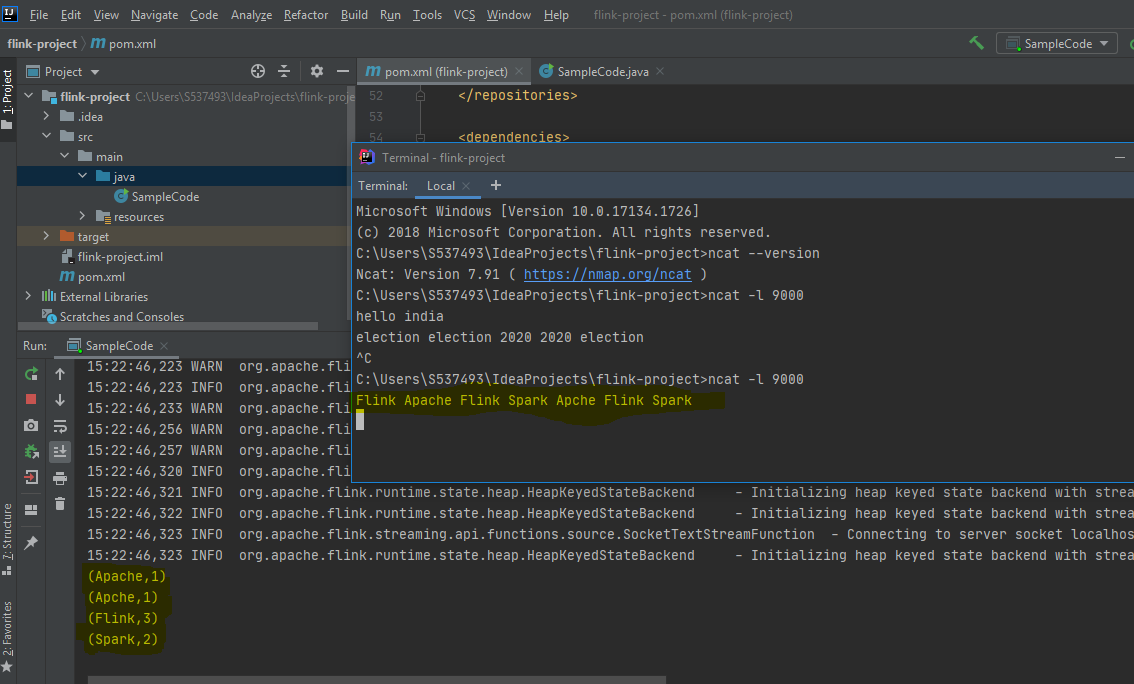 File Edit View Navigate Code Analyze Refactor Build Run Tools VCS Window Help flink-project - pom.xml (flink-project)
flink-project pom.xml SampleCode
1: Project
Project
pom.xml (flink-project) SampleCode.java
flink-project C:\Users\S537493\IdeaProjects\flink-proje
.idea
src
main
java
SampleCode
resources
target
flink-project.iml
pom.xml
External Libraries
Scratches and Consoles
52 </repositories>
53
54 <dependencies>
Terminal - flink-project
Terminal: Local +
Microsoft Windows [Version 10.0.17134.1726]
(c) 2018 Microsoft Corporation. All rights reserved.
C:\Users\S537493\IdeaProjects\flink-project>ncat --version
Ncat: Version 7.91 ( https://nmap.org/ncat )
C:\Users\S537493\IdeaProjects\flink-project>ncat -l 9000
hello india
election election 2020 2020 election
^C
C:\Users\S537493\IdeaProjects\flink-project>ncat -l 9000
Flink Apache Flink Spark Apche Flink Spark
Run: SampleCode
15:22:46,223 WARN org.apache.fli
15:22:46,223 INFO org.apache.fli
15:22:46,233 WARN org.apache.fli
15:22:46,256 WARN org.apache.fli
15:22:46,257 WARN org.apache.fli
15:22:46,320 INFO org.apache.fli
15:22:46,321 INFO org.apache.flink.runtime.state.heap.HeapKeyedStateBackend - Initializing heap keyed state backend with strea
15:22:46,322 INFO org.apache.flink.runtime.state.heap.HeapKeyedStateBackend - Initializing heap keyed state backend with strea
15:22:46,323 INFO org.apache.flink.streaming.api.functions.source.SocketTextStreamFunction - Connecting to server socket localhos
15:22:46,323 INFO org.apache.flink.runtime.state.heap.HeapKeyedStateBackend - Initializing heap keyed state backend with strea
(Apache,1)
(Apche,1)
(Flink,3)
(Spark,2)
7: Structure
2: Favorites